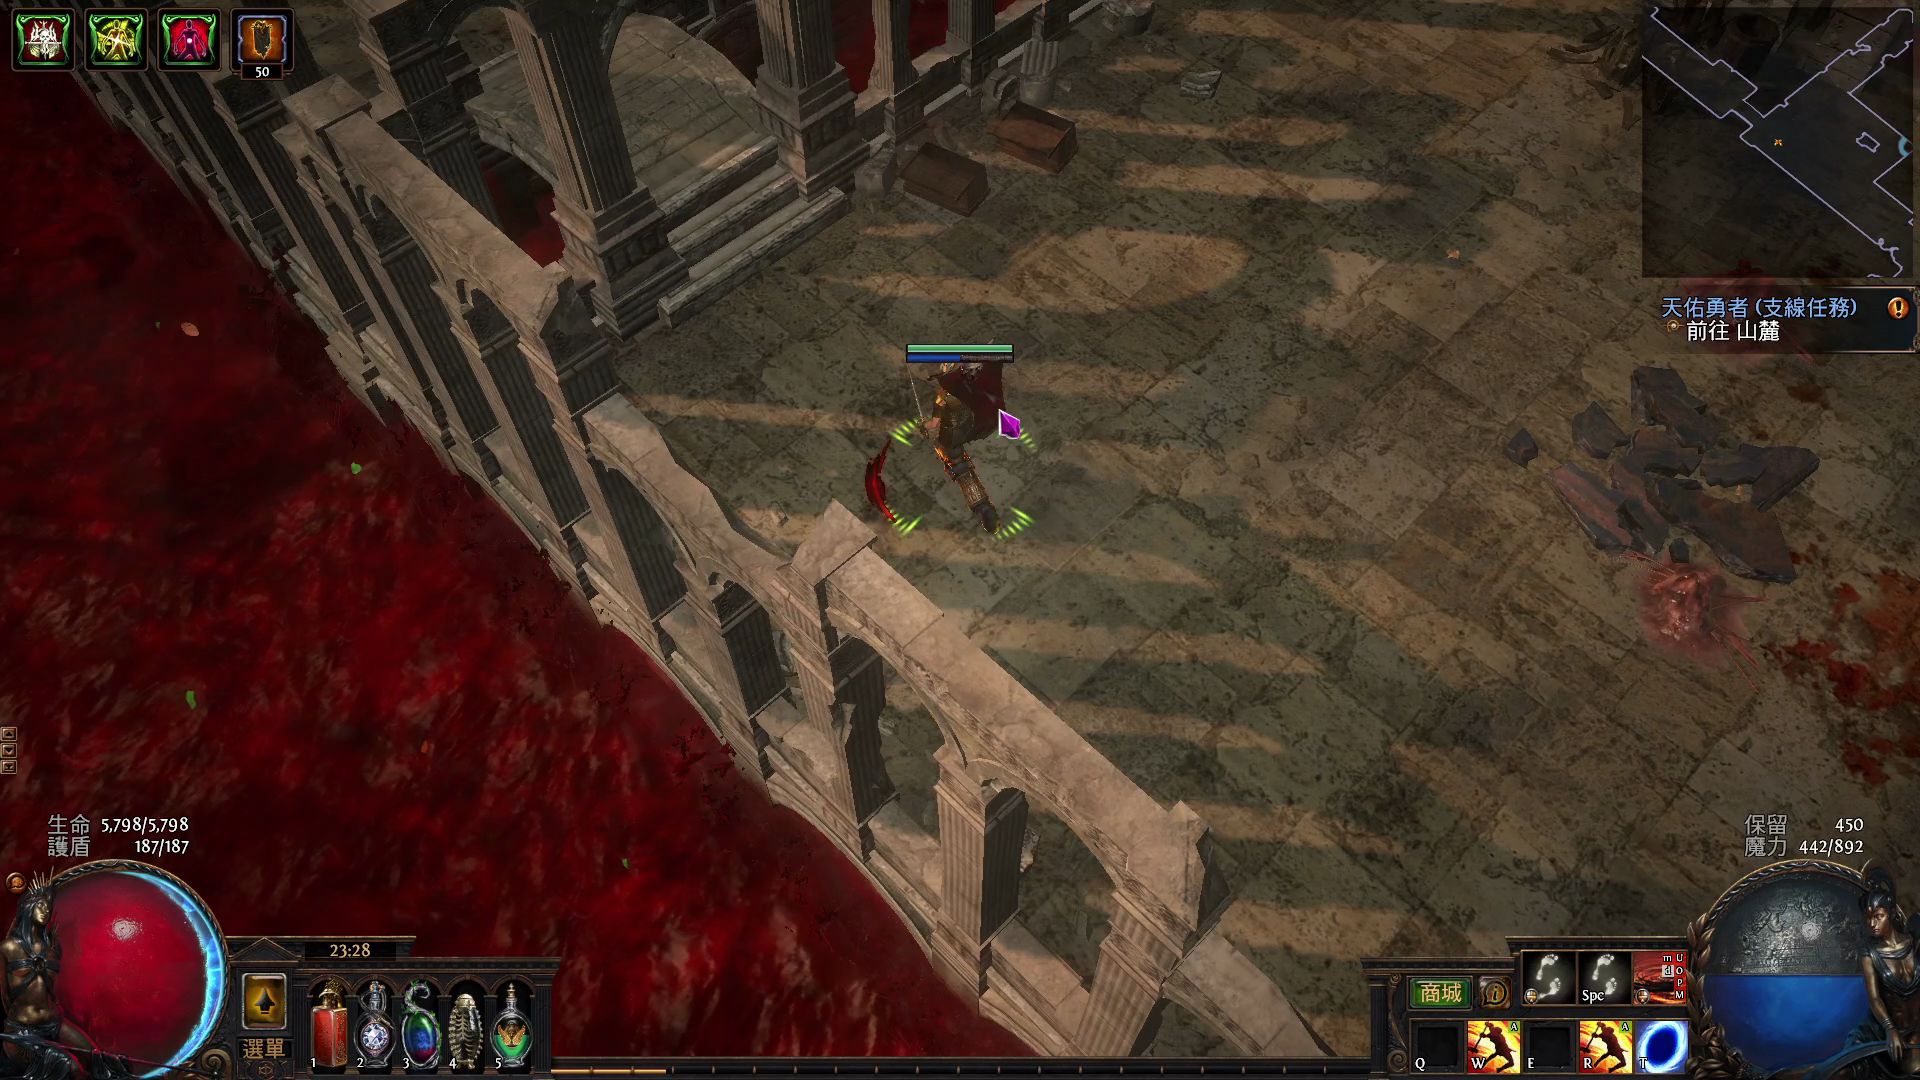 50
天佑勇者 (支線任務)
前往 山麓
生命 5,798/5,798
護盾 187/187
保留 450
魔力 442/892
23:28
選單
1 2 3 4 5
商城
Spc
m U
d O
P
M
Q W A E R A T